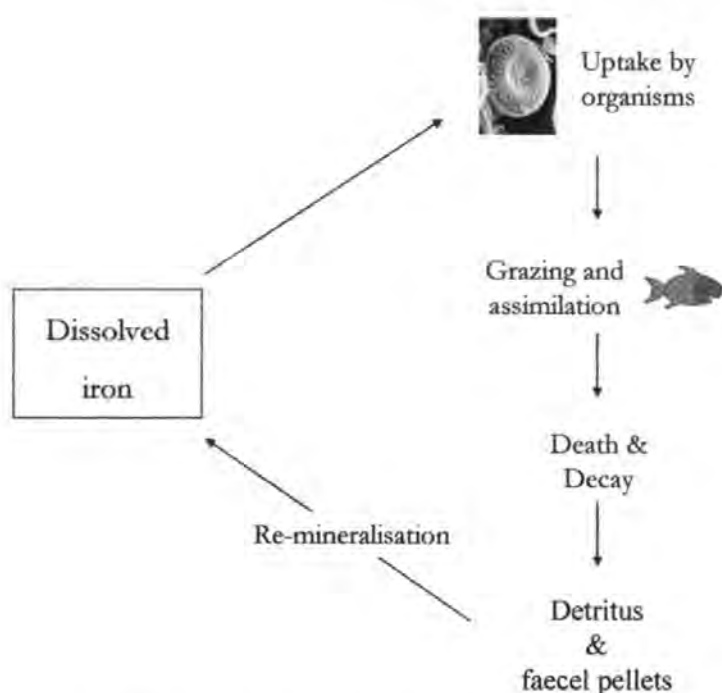 Uptake by
organisms
Grazing and
assimilation
Dissolved
iron
Death &
Decay
Re-mineralisation
Detritus
&
faecel pellets